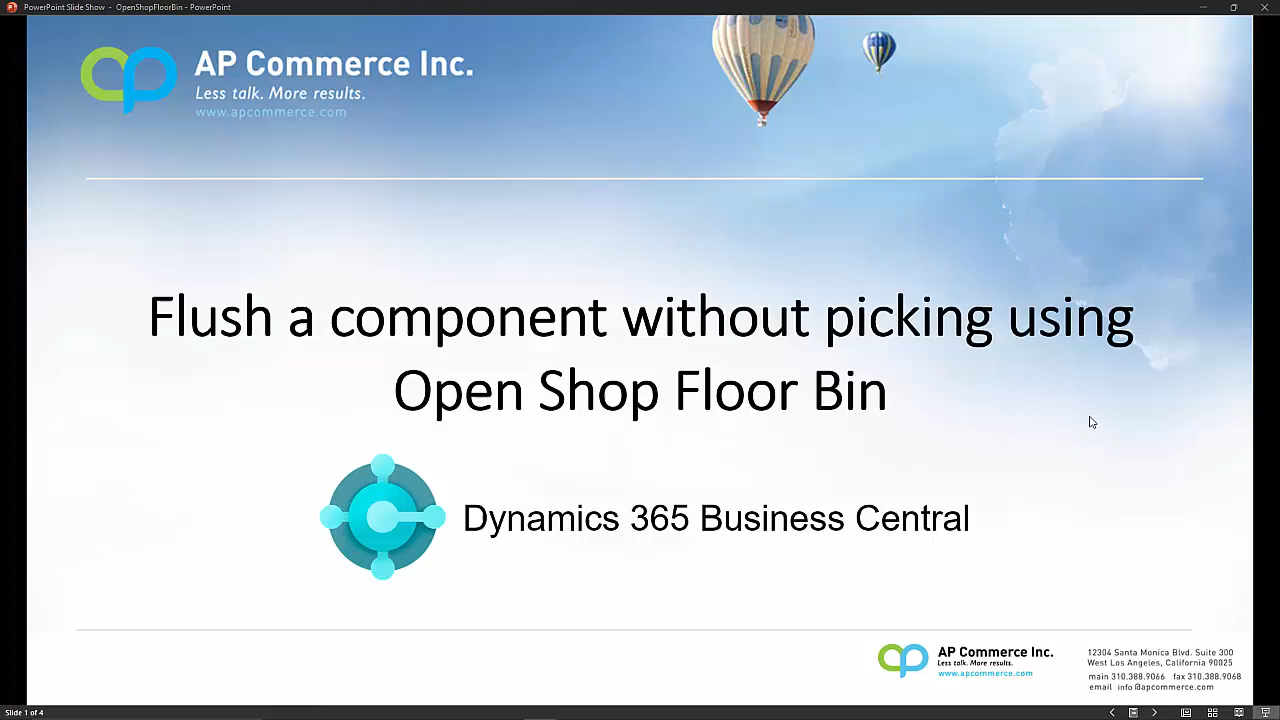 PowerPoint Slide Show - OpenShopFloorBin - PowerPoint
AP Commerce Inc.
Less talk. More results.
www.apcommerce.com
Flush a component without picking using
Open Shop Floor Bin
Dynamics 365 Business Central
AP Commerce Inc.
Less talk. More results.
www.apcommerce.com
12304 Santa Monica Blvd. Suite 300
West Los Angeles, California 90025
main 310.388.9066 fax 310.388.9068
email info@apcommerce.com
Slide 1 of 4